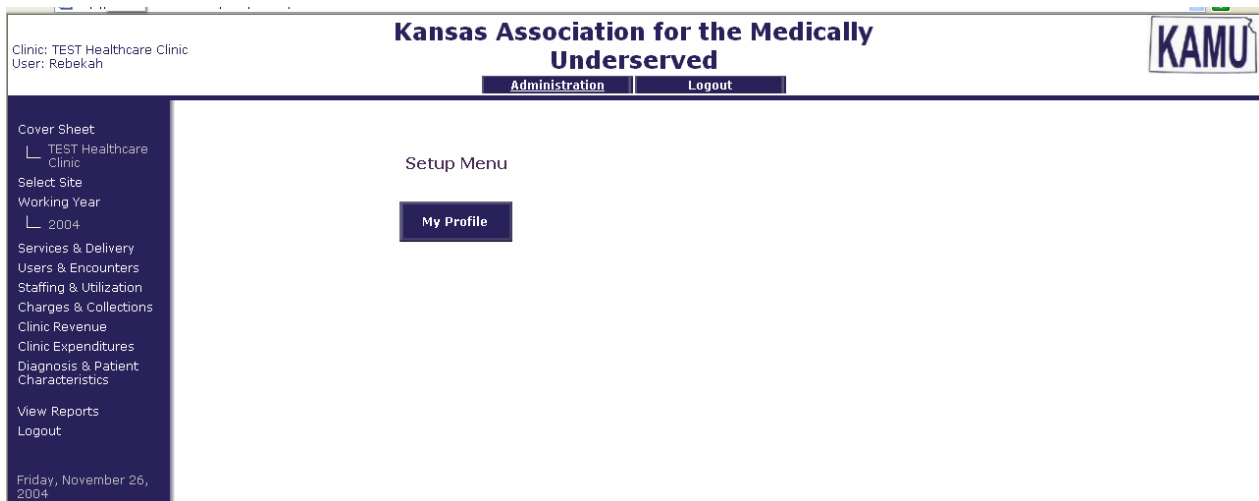 Clinic: TEST Healthcare Clinic
User: Rebekah
Kansas Association for the Medically
Underserved
KAMU
Administration
Logout
Cover Sheet
TEST Healthcare
Clinic
Select Site
Working Year
2004
Services & Delivery
Users & Encounters
Staffing & Utilization
Charges & Collections
Clinic Revenue
Clinic Expenditures
Diagnosis & Patient
Characteristics
View Reports
Logout
Friday, November 26,
2004
Setup Menu
My Profile